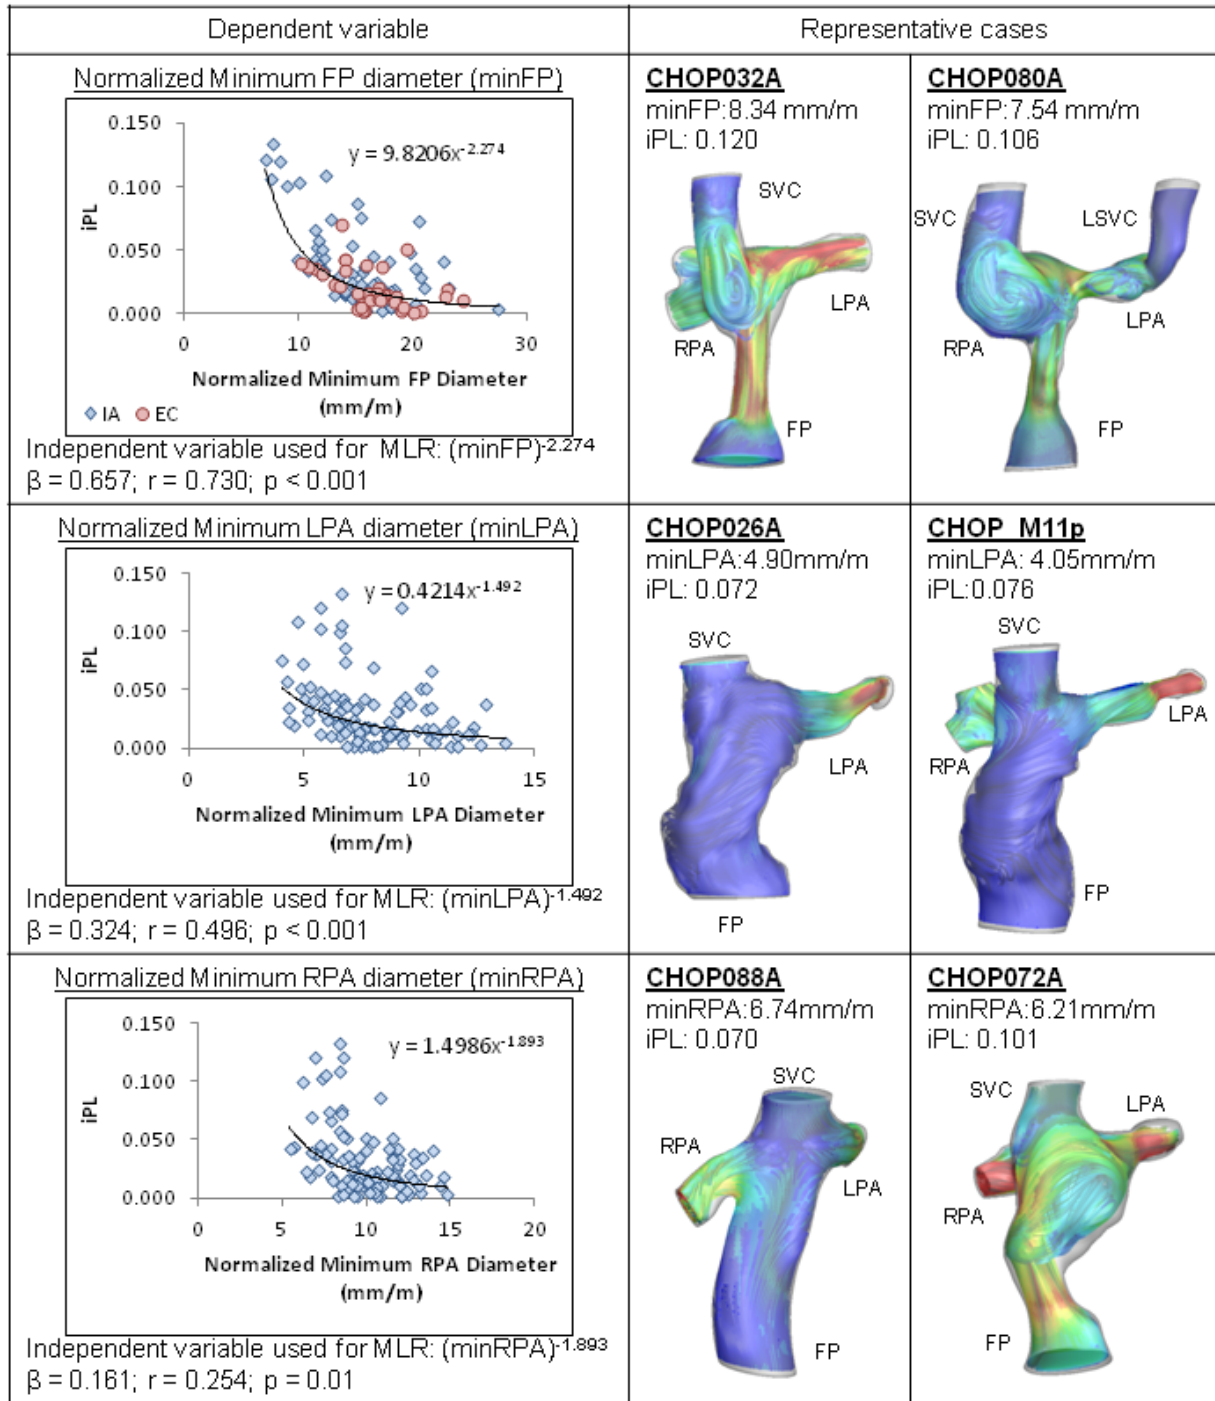 Dependent variable
Representative cases
Normalized Minimum FP diameter (minFP)
0.150
0.100
0.050
0.000
iPL
y = 9.8206x^-2.274
0 10 20 30
Normalized Minimum FP Diameter
(mm/m)
IA EC
Independent variable used for MLR: (minFP)^-2.274
β = 0.657; r = 0.730; p < 0.001
CHOP032A
minFP:8.34 mm/m
iPL: 0.120
SVC
LPA
RPA
FP
CHOP080A
minFP:7.54 mm/m
iPL: 0.106
SVC
LSVC
LPA
RPA
FP
Normalized Minimum LPA diameter (minLPA)
0.150
0.100
0.050
0.000
iPL
y = 0.4214x^-1.492
0 5 10 15
Normalized Minimum LPA Diameter
(mm/m)
Independent variable used for MLR: (minLPA)^-1.492
β = 0.324; r = 0.496; p < 0.001
CHOP026A
minLPA:4.90mm/m
iPL: 0.072
SVC
LPA
FP
CHOP_M11p
minLPA: 4.05mm/m
iPL:0.076
SVC
LPA
RPA
FP
Normalized Minimum RPA diameter (minRPA)
0.150
0.100
0.050
0.000
iPL
y = 1.4986x^-1.893
0 5 10 15 20
Normalized Minimum RPA Diameter
(mm/m)
Independent variable used for MLR: (minRPA)^-1.893
β = 0.161; r = 0.254; p = 0.01
CHOP088A
minRPA:6.74mm/m
iPL: 0.070
SVC
RPA
LPA
FP
CHOP072A
minRPA:6.21mm/m
iPL: 0.101
SVC
LPA
RPA
FP